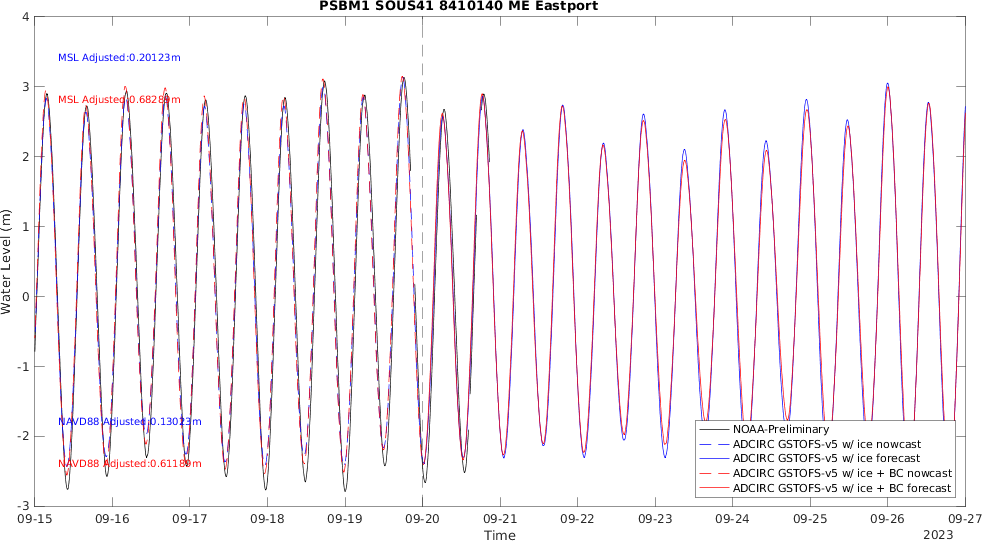 PSBM1 SOUS41 8410140 ME Eastport
4
3
2
1
0
-1
-2
-3
Water Level (m)
MSL Adjusted:0.20123m
MSL Adjusted:0.68289m
NAVD88 Adjusted:0.13023m
NAVD88 Adjusted:0.61189m
NOAA-Preliminary
ADCIRC GSTOFS-v5 w/ ice nowcast
ADCIRC GSTOFS-v5 w/ ice forecast
ADCIRC GSTOFS-v5 w/ ice + BC nowcast
ADCIRC GSTOFS-v5 w/ ice + BC forecast
09-15 09-16 09-17 09-18 09-19 09-20 09-21 09-22 09-23 09-24 09-25 09-26 09-27
Time
2023